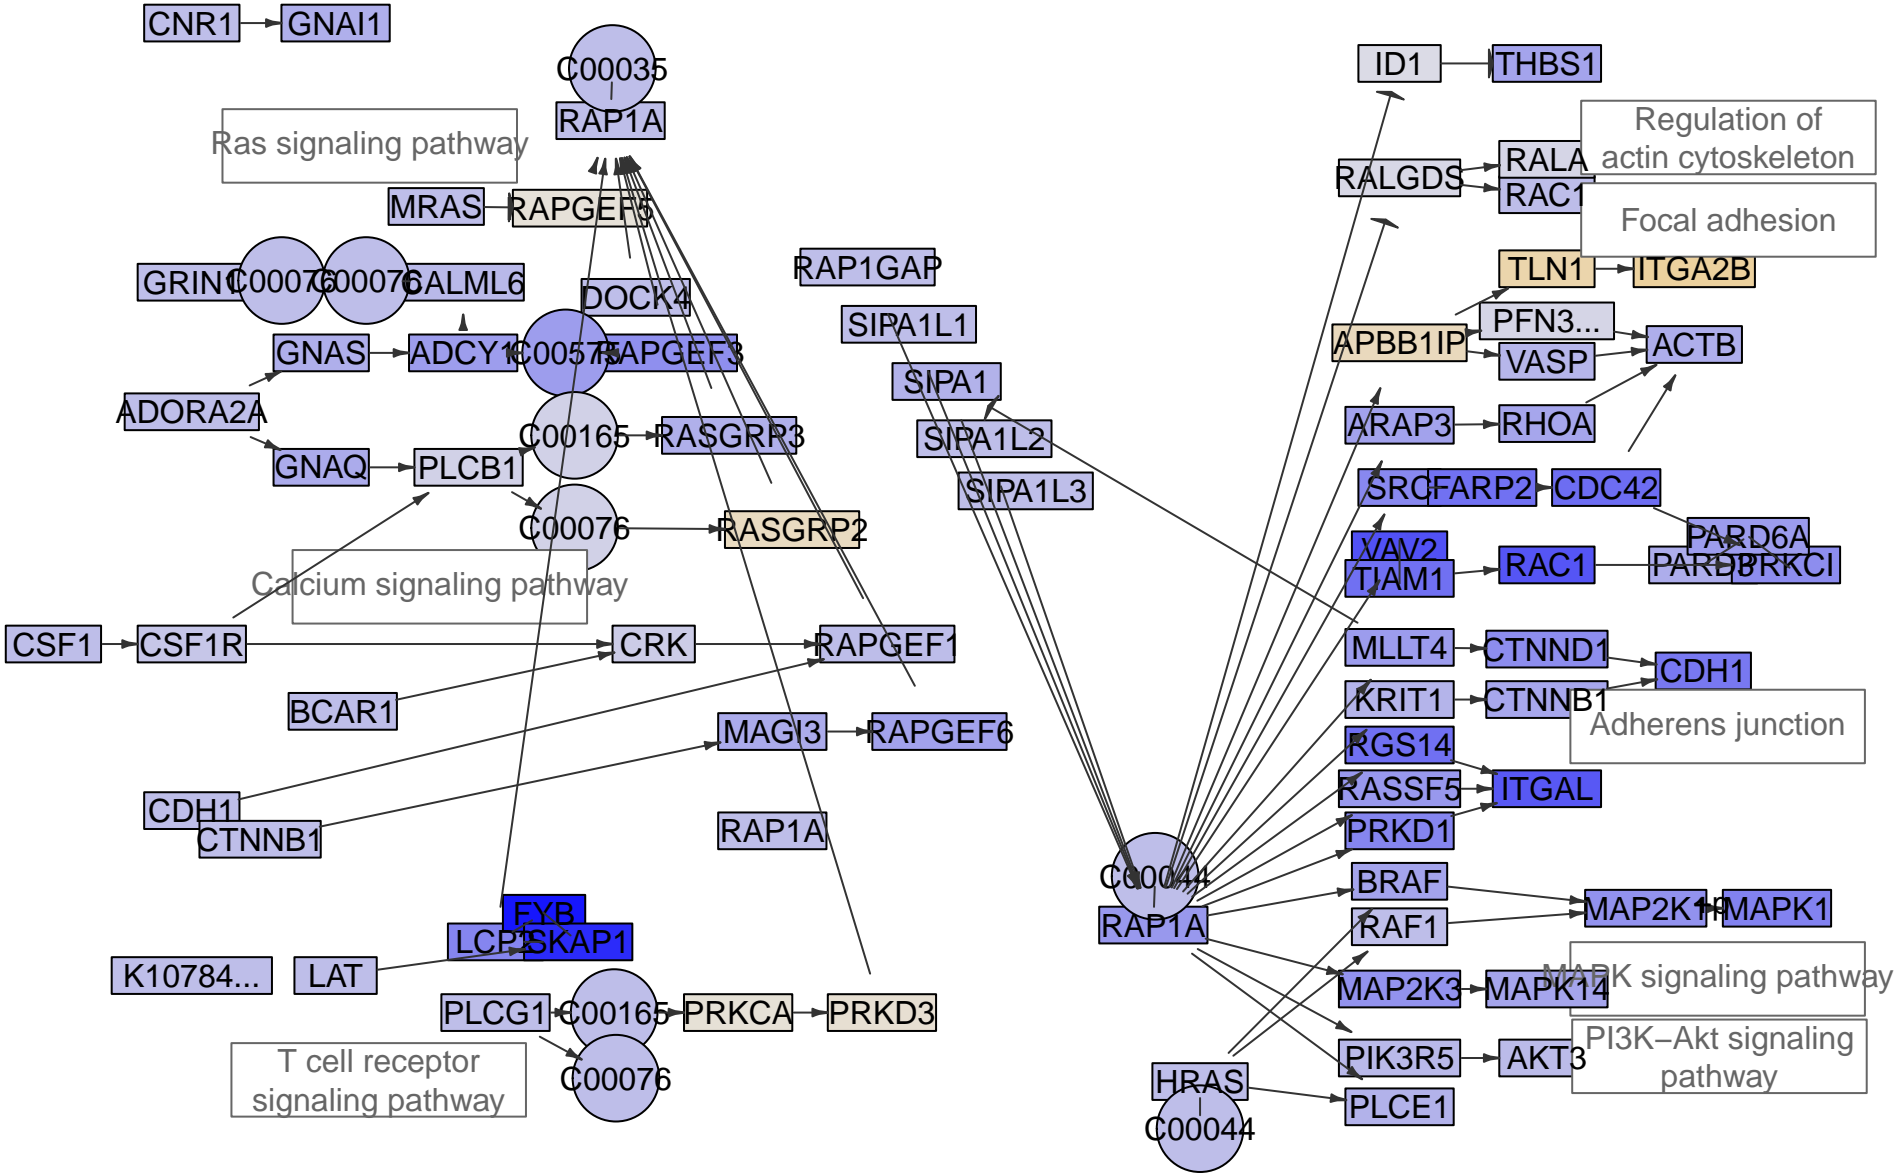 CNR1
GNAI1
C00035
RAP1A
Ras signaling pathway
MRAS
RAPGEF5
GRIN1
C00076
C00076
CALML6
DOCK4
RAP1GAP
SIPA1L1
GNAS
ADCY1
C00575
RAPGEF3
SIPA1
ADORA2A
C00165
RASGRP3
SIPA1L2
GNAQ
PLCB1
SIPA1L3
C00076
RASGRP2
Calcium signaling pathway
CSF1
CSF1R
CRK
RAPGEF1
BCAR1
MAGI3
RAPGEF6
CDH1
CTNNB1
RAP1A
FYB
LCP2
SKAP1
K10784...
LAT
PLCG1
C00165
PRKCA
PRKD3
T cell receptor
signaling pathway
C00076
ID1
THBS1
Regulation of
actin cytoskeleton
RALGDS
RALA
RAC1
Focal adhesion
TLN1
ITGA2B
APBB1IP
PFN3...
VASP
ACTB
ARAP3
RHOA
SRC
FARP2
CDC42
VAV2
TIAM1
RAC1
PARD6A
PARD3
PRKCI
MLLT4
CTNND1
CDH1
KRIT1
CTNNB1
Adherens junction
RGS14
RASSF5
ITGAL
PRKD1
C00044
RAP1A
BRAF
RAF1
MAP2K1
+p
MAPK1
MAP2K3
MAPK14
MAPK signaling pathway
PIK3R5
AKT3
PI3K−Akt signaling
pathway
HRAS
PLCE1
C00044